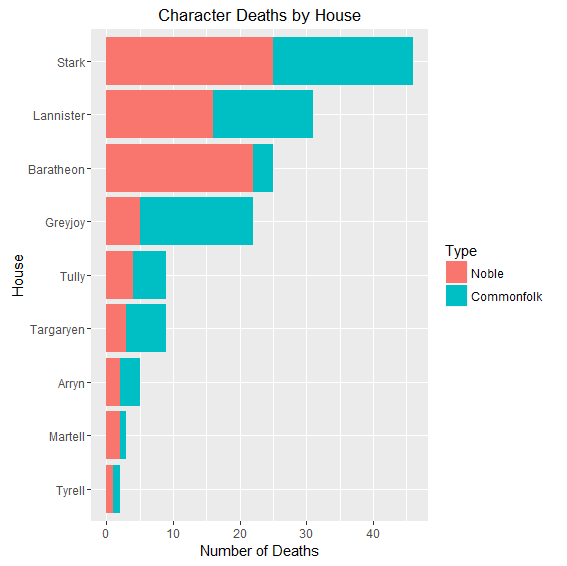 Character Deaths by House
Stark
Lannister
Baratheon
Greyjoy
Tully
Targaryen
Arryn
Martell
Tyrell
House
0 10 20 30 40
Number of Deaths
Type
Noble
Commonfolk